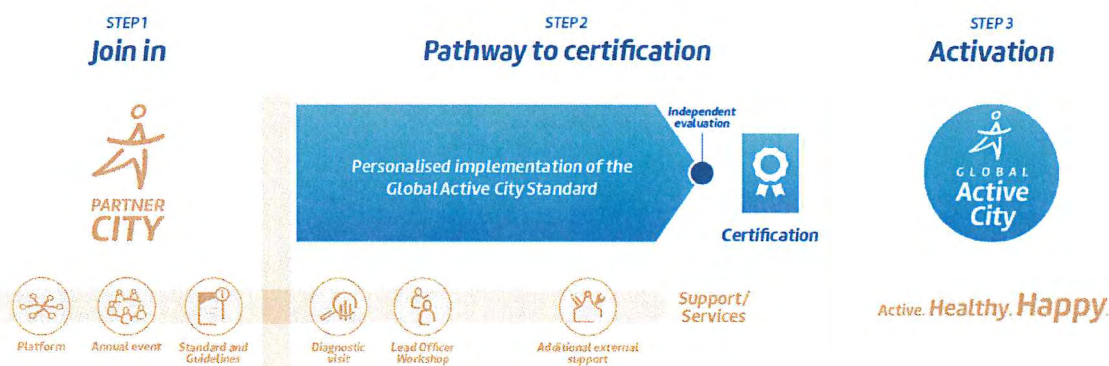 STEP 1
Join in
PARTNER
CITY
Platform
Annual event
Standard and
Guidelines
STEP 2
Pathway to certification
Personalised implementation of the
Global Active City Standard
Independent
evaluation
Certification
Diagnostic
visit
Lead Officer
Workshop
Additional external
support
Support/
Services
STEP 3
Activation
GLOBAL
Active
City
Active. Healthy. Happy.